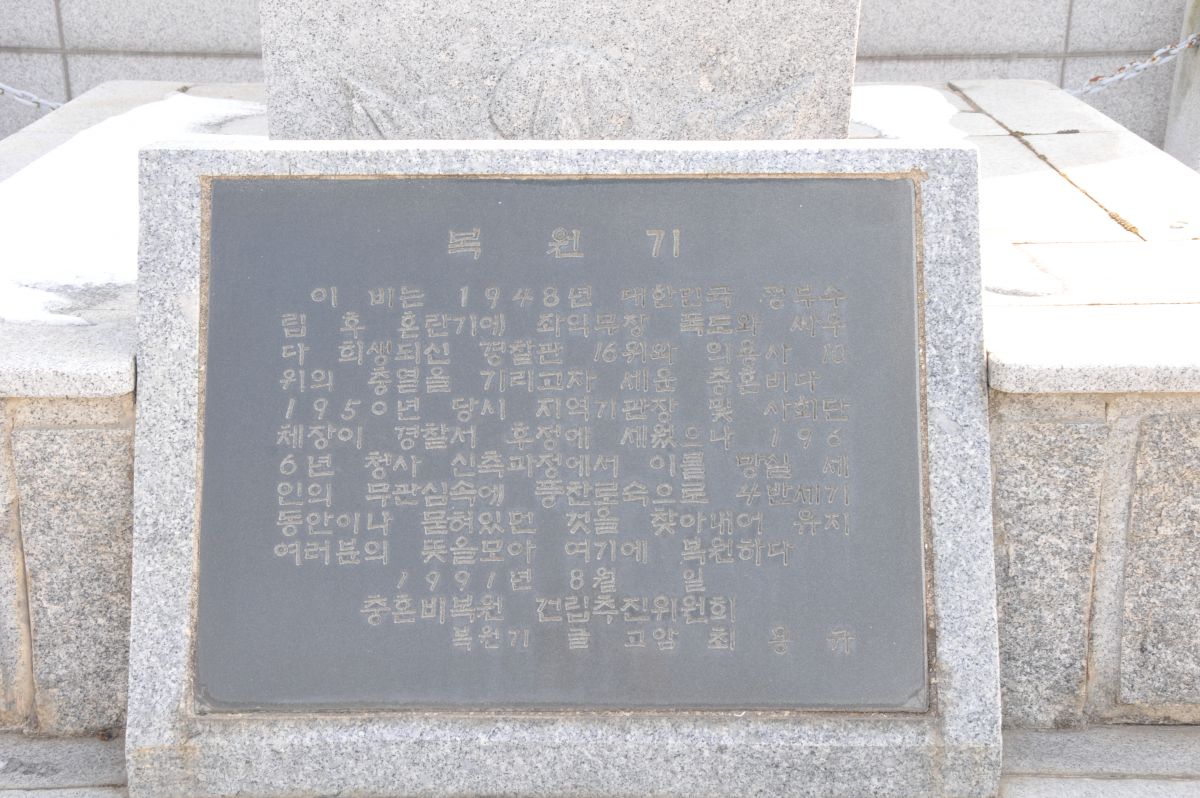 복 원 기
이 비는 1948년 대한민국 정부수
립 후 혼란기에 좌익무장 폭도와 싸우
다 희생되신 경찰관 16위와 의용사 10
위의 충열을 기리고자 세운 충혼비다
1950년 당시 지역기관장 및 사회단
체장이 경찰서 후정에 세웠으나 196
6년 청사 신축과정에서 이를 망실 세
인의 무관심속에 풍찬로숙으로 4반세기
동안이나 묻혀있던 것을 찾아내어 유지
여러분의 뜻을모아 여기에 복원하다
1991년 8월 일
충혼비복원 건립추진위원회
복원기 글 고암 최